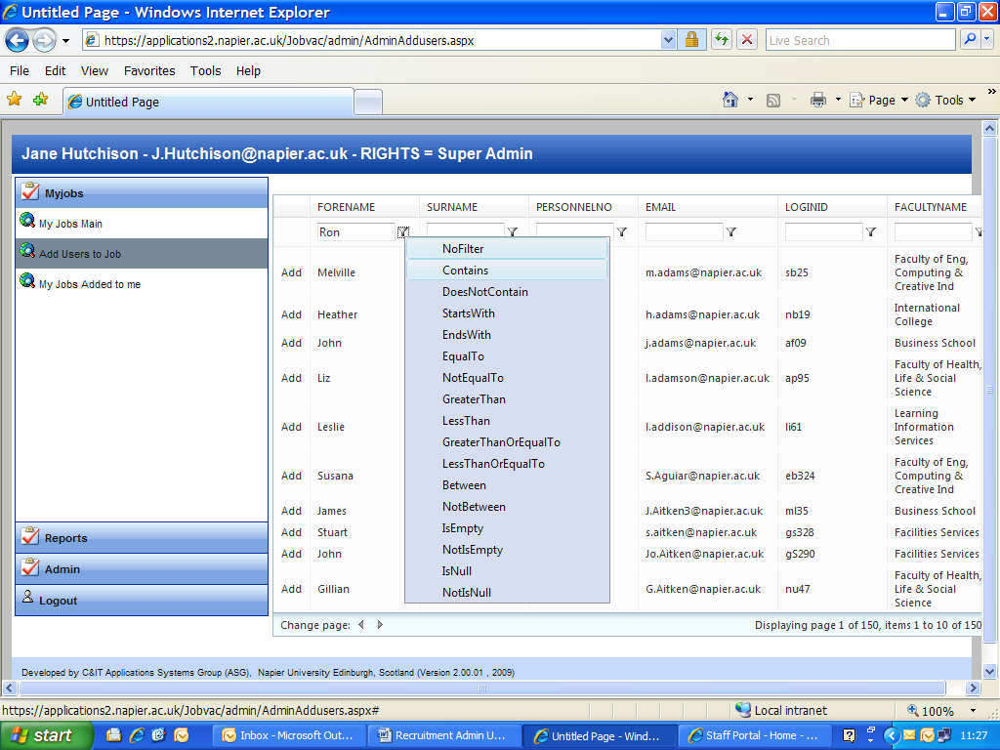 Untitled Page - Windows Internet Explorer
https://applications2.napier.ac.uk/Jobvac/admin/AdminAddusers.aspx
Live Search
File Edit View Favorites Tools Help
Untitled Page
Page Tools
Jane Hutchison - J.Hutchison@napier.ac.uk - RIGHTS = Super Admin
Myjobs
My Jobs Main
Add Users to Job
My Jobs Added to me
Reports
Admin
Logout
FORENAME SURNAME PERSONNELNO EMAIL LOGINID FACULTYNAME
Ron
NoFilter
Contains
DoesNotContain
StartsWith
EndsWith
EqualTo
NotEqualTo
GreaterThan
LessThan
GreaterThanOrEqualTo
LessThanOrEqualTo
Between
NotBetween
IsEmpty
NotIsEmpty
IsNull
NotIsNull
Add Melville m.adams@napier.ac.uk sb25 Faculty of Eng,
Computing &
Creative Ind
Add Heather h.adams@napier.ac.uk nb19 International
College
Add John j.adams@napier.ac.uk af09 Business School
Add Liz l.adamson@napier.ac.uk ap95 Faculty of Health,
Life & Social
Science
Add Leslie l.addison@napier.ac.uk li61 Learning
Information
Services
Add Susana S.Aguiar@napier.ac.uk eb324 Faculty of Eng,
Computing &
Creative Ind
Add James J.Aitken3@napier.ac.uk ml35 Business School
Add Stuart s.aitken@napier.ac.uk gs328 Facilities Services
Add John Jo.Aitken@napier.ac.uk gS290 Facilities Services
Add Gillian G.Aitken@napier.ac.uk nu47 Faculty of Health,
Life & Social
Science
Change page: Displaying page 1 of 150, items 1 to 10 of 150
Developed by C&IT Applications Systems Group (ASG), Napier University Edinburgh, Scotland (Version 2.00.01 , 2009)
https://applications2.napier.ac.uk/Jobvac/admin/AdminAddusers.aspx# Local intranet 100%
start Inbox - Microsoft Out... Recruitment Admin U... Untitled Page - Wind... Staff Portal - Home - ... 11:27